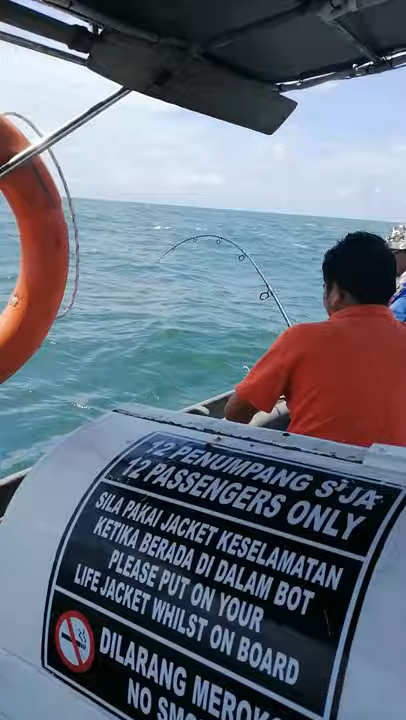 12 PENUMPANG S'JA
12 PASSENGERS ONLY
SILA PAKAI JACKET KESELAMATAN
KETIKA BERADA DI DALAM BOT
PLEASE PUT ON YOUR
LIFE JACKET WHILST ON BOARD
DILARANG MEROK
NO SMO